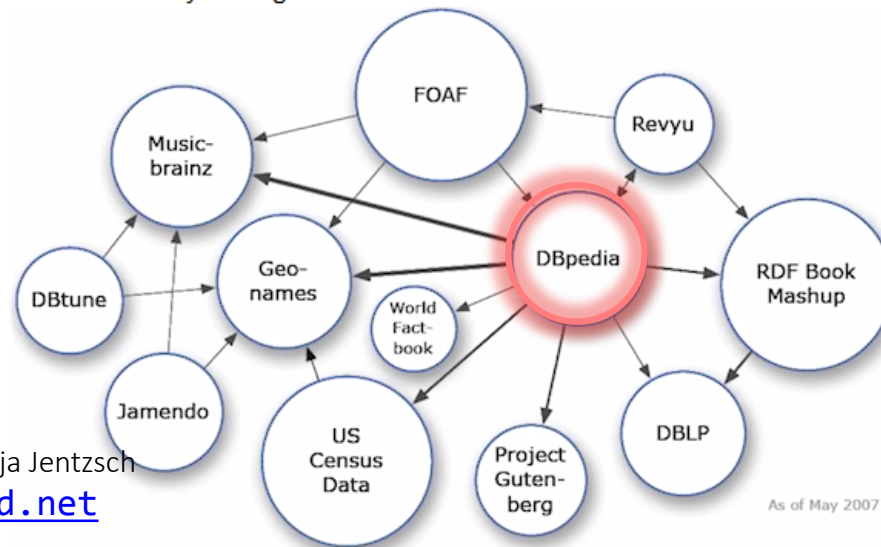 FOAF
Revyu
Music-
brainz
DBpedia
Geo-
names
RDF Book
Mashup
DBtune
World
Fact-
book
Jamendo
US
Census
Data
DBLP
Project
Guten-
berg
ja Jentzsch
d.net
As of May 2007